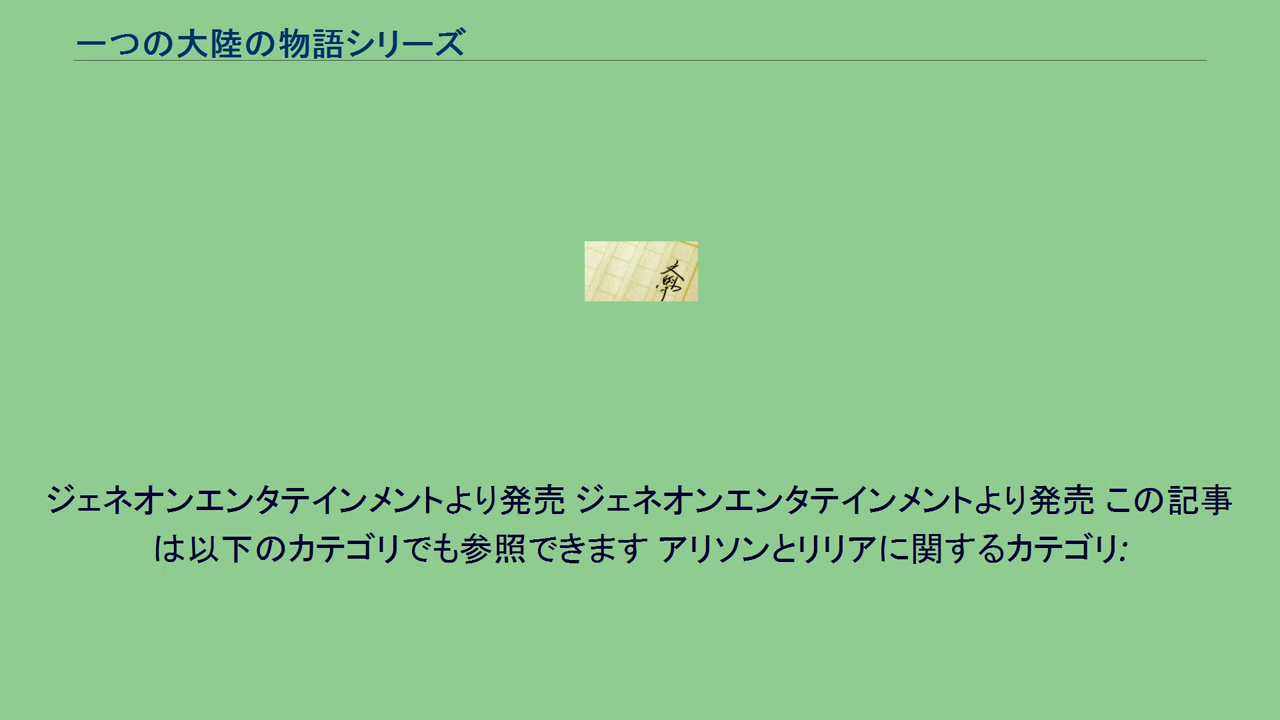 一つの大陸の物語シリーズ
ジェネオンエンタテインメントより発売 ジェネオンエンタテインメントより発売 この記事
は以下のカテゴリでも参照できます アリソンとリリアに関するカテゴリ: